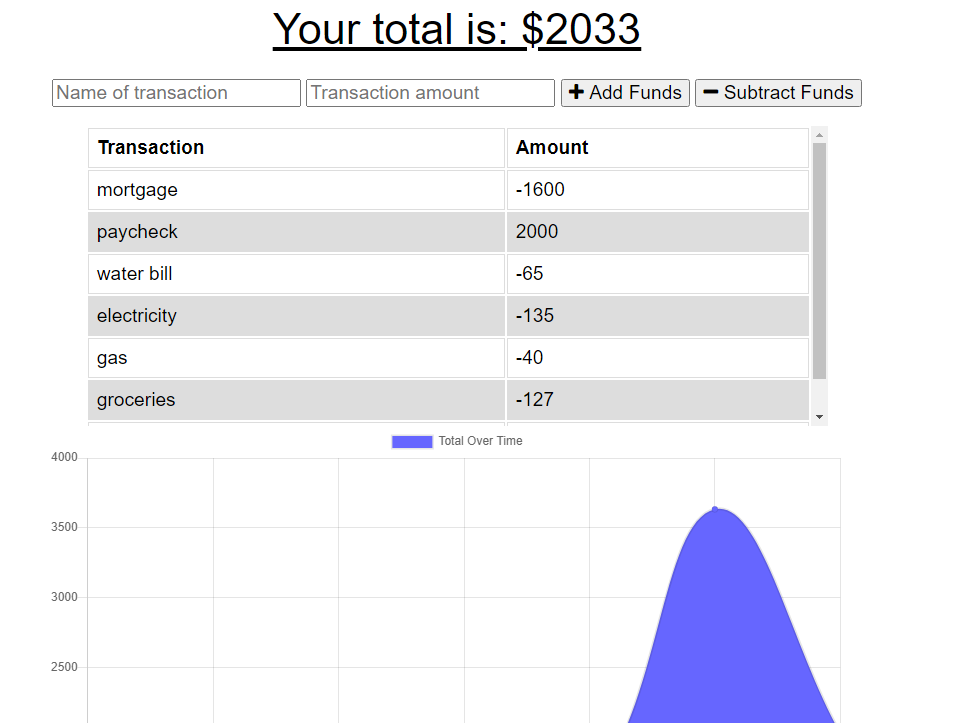 Your total is: $2033
Name of transaction Transaction amount + Add Funds − Subtract Funds
Transaction Amount
mortgage -1600
paycheck 2000
water bill -65
electricity -135
gas -40
groceries -127
Total Over Time
4000
3500
3000
2500